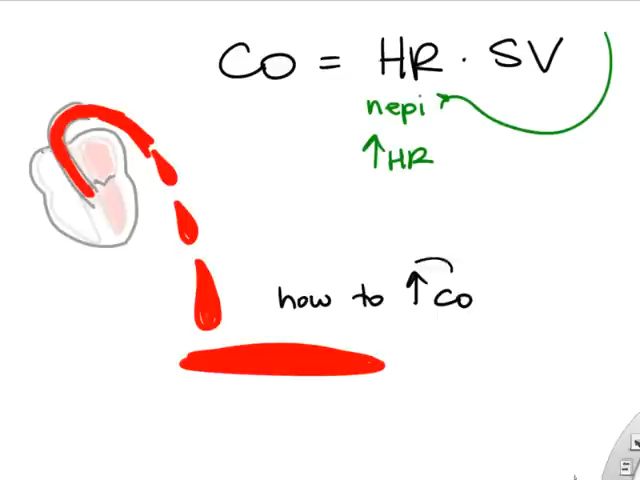 CO = HR · SV
nepi
↑HR
how to ↑ CO